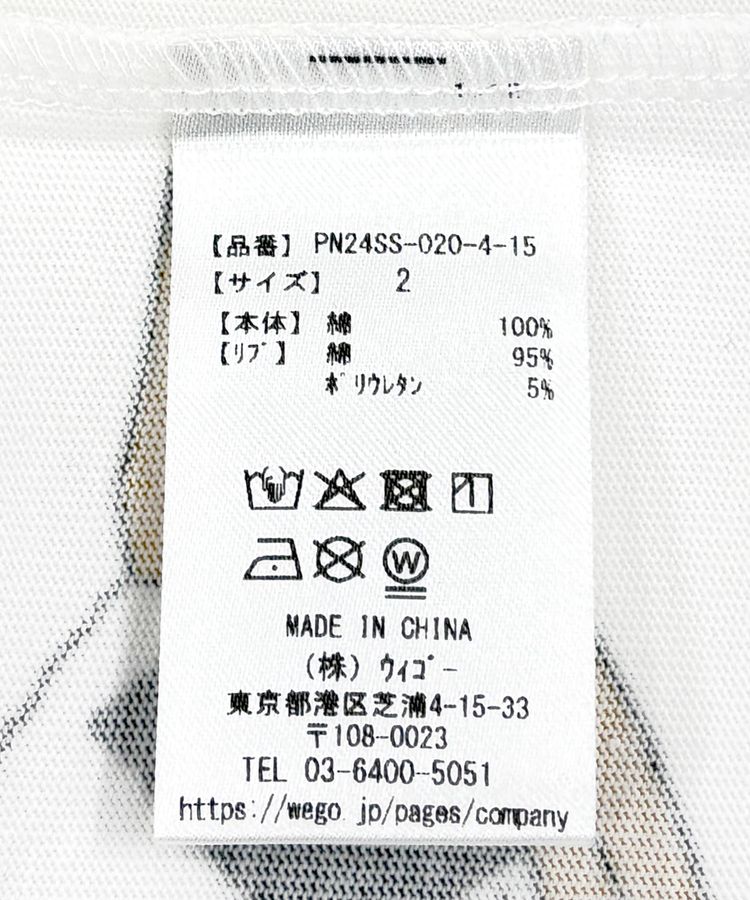 【品番】 PN24SS-020-4-15
【サイズ】 2
【本体】 綿 100%
【リブ】 綿 95%
ポリウレタン 5%
W
MADE IN CHINA
(株) ウィゴー
東京都港区芝浦4-15-33
〒108-0023
TEL 03-6400-5051
https://wego.jp/pages/company